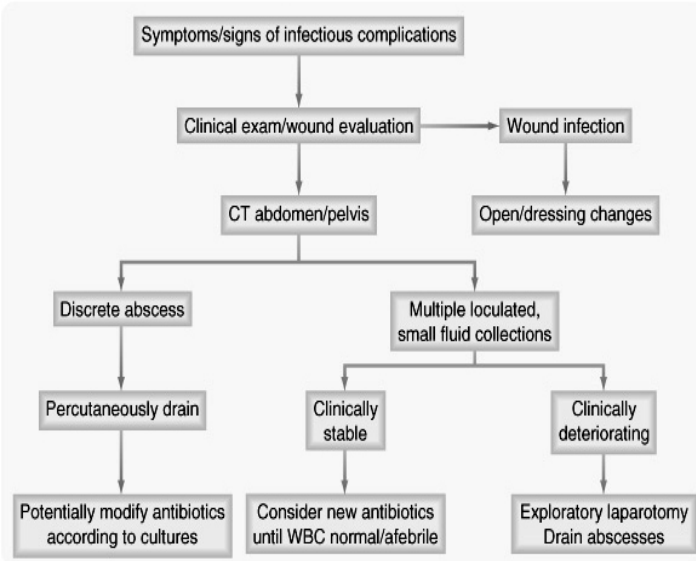 Symptoms/signs of infectious complications
Clinical exam/wound evaluation
Wound infection
CT abdomen/pelvis
Open/dressing changes
Discrete abscess
Multiple loculated,
small fluid collections
Percutaneously drain
Clinically
stable
Clinically
deteriorating
Potentially modify antibiotics
according to cultures
Consider new antibiotics
until WBC normal/afebrile
Exploratory laparotomy
Drain abscesses